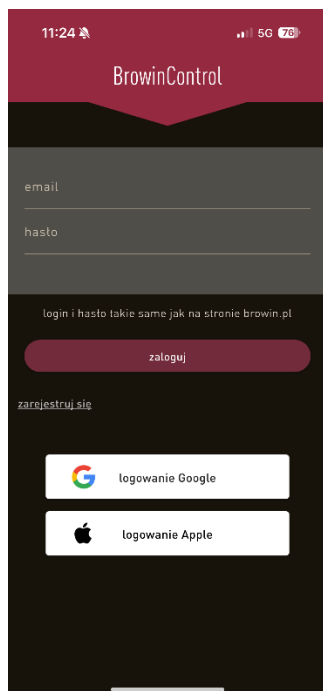 11:24 5G 76
BrowinControl
email
hasło
login i hasło takie same jak na stronie browin.pl
zaloguj
zarejestruj się
logowanie Google
logowanie Apple